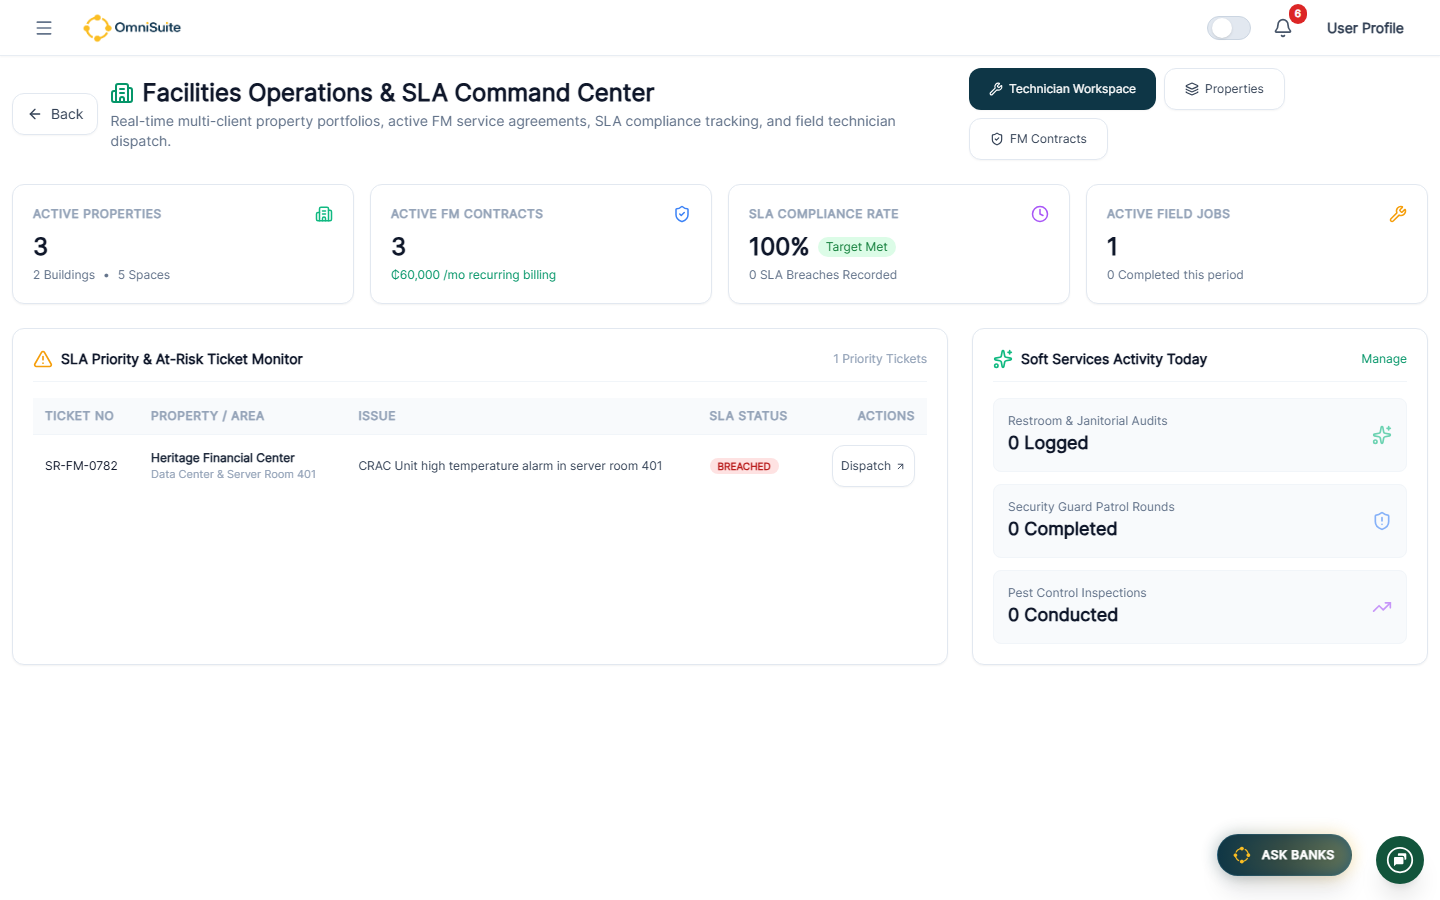 OmniSuite
6
User Profile
Back
Facilities Operations & SLA Command Center
Real-time multi-client property portfolios, active FM service agreements, SLA compliance tracking, and field technician
dispatch.
Technician Workspace
Properties
FM Contracts
ACTIVE PROPERTIES
3
2 Buildings • 5 Spaces
ACTIVE FM CONTRACTS
3
₵60,000 /mo recurring billing
SLA COMPLIANCE RATE
100% Target Met
0 SLA Breaches Recorded
ACTIVE FIELD JOBS
1
0 Completed this period
SLA Priority & At-Risk Ticket Monitor
1 Priority Tickets
TICKET NO PROPERTY / AREA ISSUE SLA STATUS ACTIONS
SR-FM-0782
Heritage Financial Center
Data Center & Server Room 401
CRAC Unit high temperature alarm in server room 401
BREACHED
Dispatch
Soft Services Activity Today
Manage
Restroom & Janitorial Audits
0 Logged
Security Guard Patrol Rounds
0 Completed
Pest Control Inspections
0 Conducted
ASK BANKS